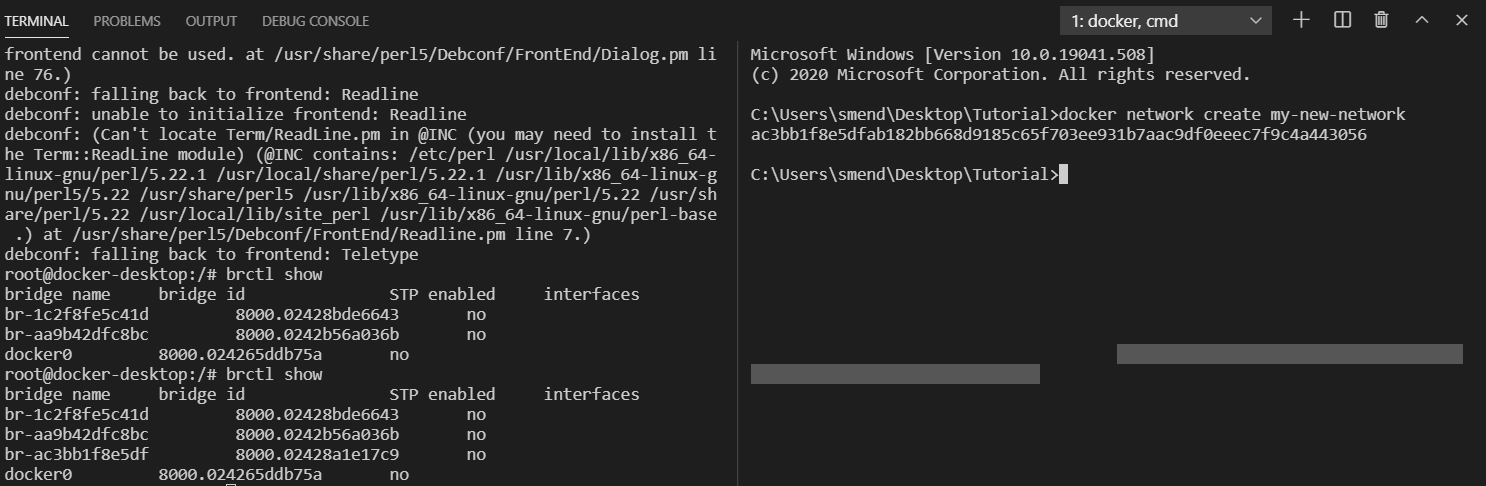 TERMINAL PROBLEMS OUTPUT DEBUG CONSOLE 1: docker, cmd
frontend cannot be used. at /usr/share/perl5/Debconf/FrontEnd/Dialog.pm li
ne 76.)
debconf: falling back to frontend: Readline
debconf: unable to initialize frontend: Readline
debconf: (Can't locate Term/ReadLine.pm in @INC (you may need to install t
he Term::ReadLine module) (@INC contains: /etc/perl /usr/local/lib/x86_64-
linux-gnu/perl/5.22.1 /usr/local/share/perl/5.22.1 /usr/lib/x86_64-linux-g
nu/perl5/5.22 /usr/share/perl5 /usr/lib/x86_64-linux-gnu/perl/5.22 /usr/sh
are/perl/5.22 /usr/local/lib/site_perl /usr/lib/x86_64-linux-gnu/perl-base
 .) at /usr/share/perl5/Debconf/FrontEnd/Readline.pm line 7.)
debconf: falling back to frontend: Teletype
root@docker-desktop:/# brctl show
bridge name     bridge id               STP enabled     interfaces
br-1c2f8fe5c41d         8000.02428bde6643       no
br-aa9b42dfc8bc         8000.0242b56a036b       no
docker0         8000.024265ddb75a       no
root@docker-desktop:/# brctl show
bridge name     bridge id               STP enabled     interfaces
br-1c2f8fe5c41d         8000.02428bde6643       no
br-aa9b42dfc8bc         8000.0242b56a036b       no
br-ac3bb1f8e5df         8000.02428a1e17c9       no
docker0         8000.024265ddb75a       no
Microsoft Windows [Version 10.0.19041.508]
(c) 2020 Microsoft Corporation. All rights reserved.
C:\Users\smend\Desktop\Tutorial>docker network create my-new-network
ac3bb1f8e5dfab182bb668d9185c65f703ee931b7aac9df0eeec7f9c4a443056
C:\Users\smend\Desktop\Tutorial>